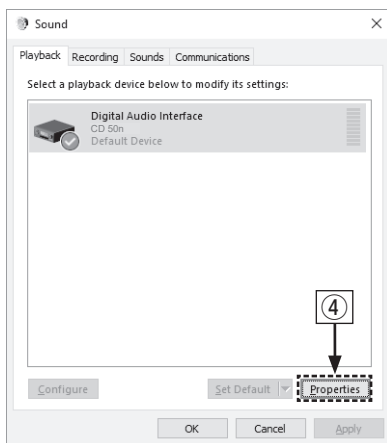 Sound
Playback Recording Sounds Communications
Select a playback device below to modify its settings:
Digital Audio Interface
CD 50n
Default Device
④
Configure Set Default Properties
OK Cancel Apply